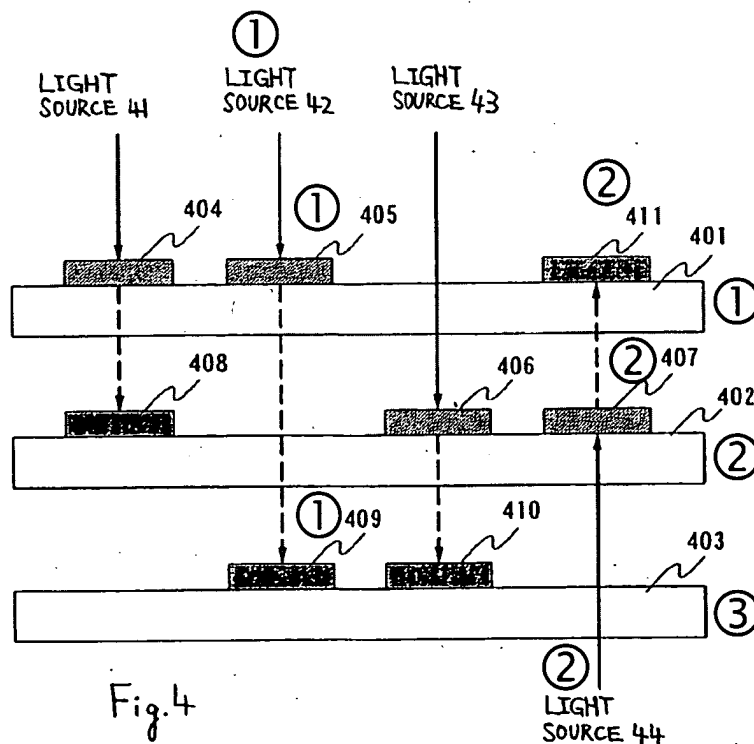 ①
LIGHT
SOURCE 41
LIGHT
SOURCE 42
LIGHT
SOURCE 43
②
404
①
405
411
401
①
408
406
②
407
402
②
①
409
410
403
③
②
LIGHT
SOURCE 44
Fig.4